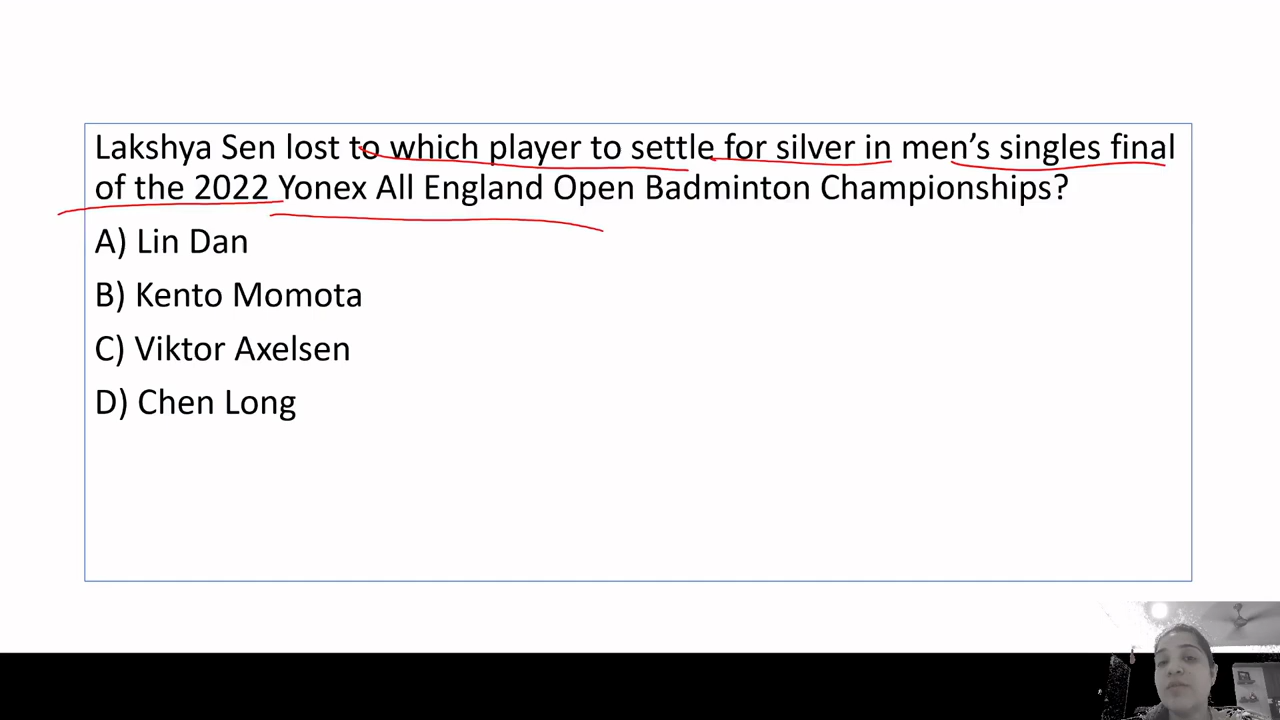 Lakshya Sen lost to which player to settle for silver in men’s singles final
of the 2022 Yonex All England Open Badminton Championships?
A) Lin Dan
B) Kento Momota
C) Viktor Axelsen
D) Chen Long